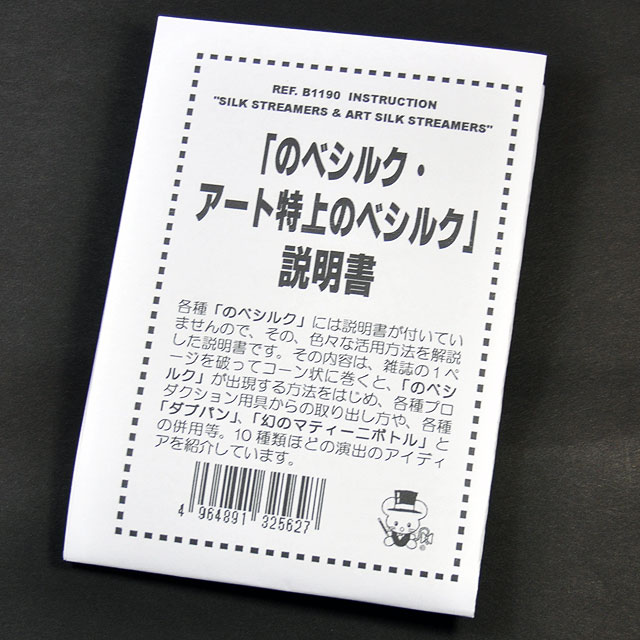 REF. B1190 INSTRUCTION
"SILK STREAMERS & ART SILK STREAMERS"
「のべシルク・
アート特上のべシルク」
説明書
各種「のべシルク」には説明書が付いてい
ませんので、その、色々な活用方法を解説
した説明書です。その内容は、雑誌の１ペ
ージを破ってコーン状に巻くと、「のべシ
ルク」が出現する方法をはじめ、各種プロ
ダクション用具からの取り出し方や、各種
「ダブパン」、「幻のマティーニボトル」と
の併用等。10種類ほどの演出のアイディ
アを紹介しています。
4 964891 325627